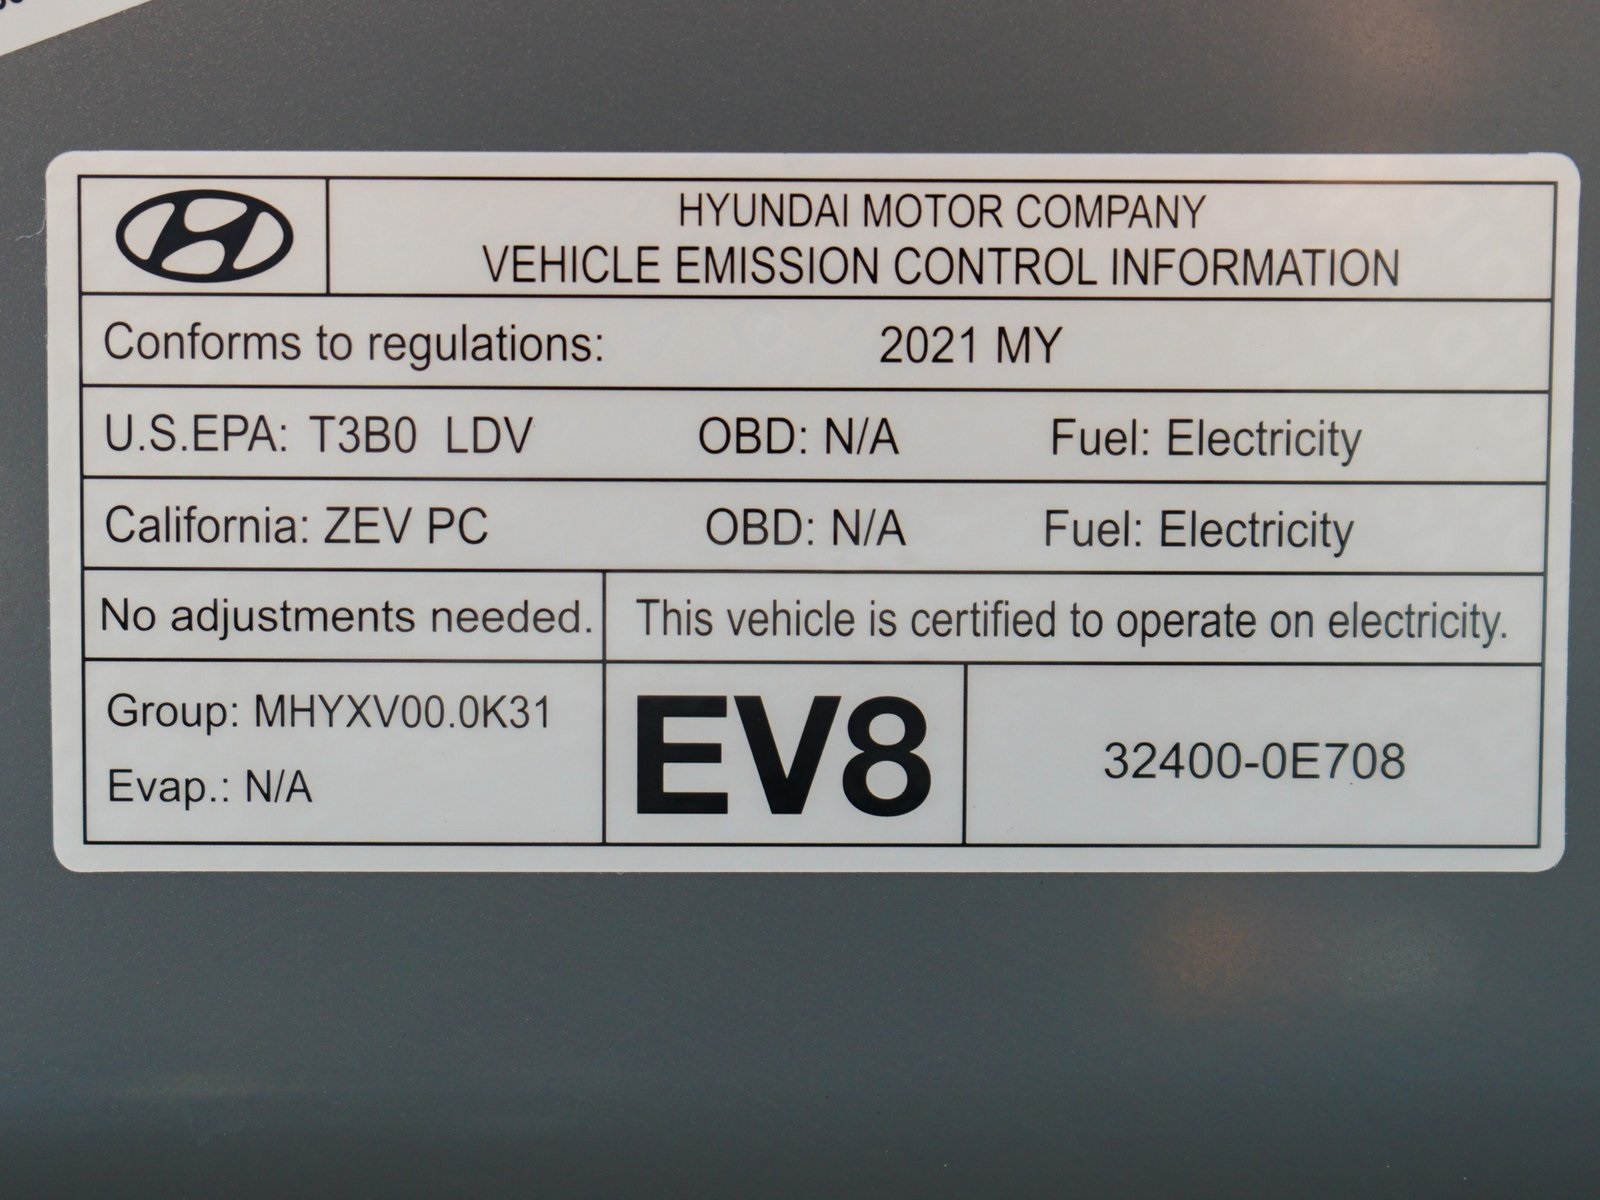 HYUNDAI MOTOR COMPANY
VEHICLE EMISSION CONTROL INFORMATION
Conforms to regulations: 2021 MY
U.S.EPA: T3B0 LDV OBD: N/A Fuel: Electricity
California: ZEV PC OBD: N/A Fuel: Electricity
No adjustments needed. This vehicle is certified to operate on electricity.
Group: MHYXV00.0K31
Evap.: N/A
EV8
32400-0E708